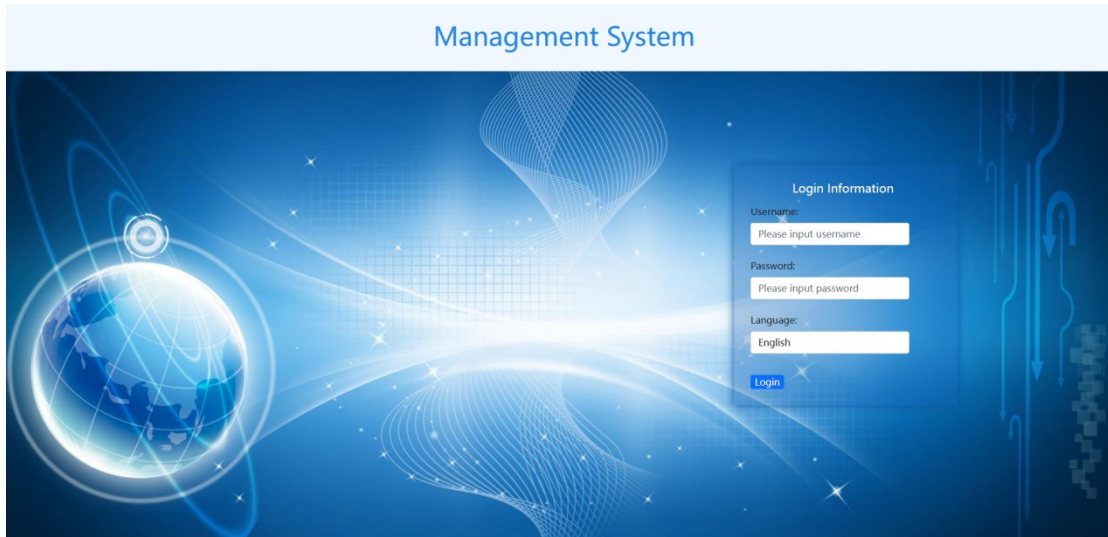 Management System
Login Information
Username:
Please input username
Password:
Please input password
Language:
English
Login